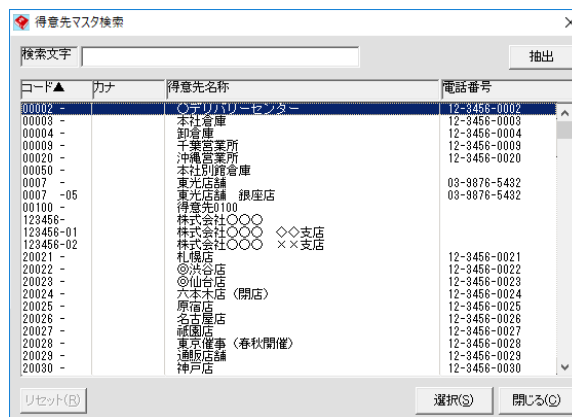 得意先マスタ検索
検索文字
抽出
コード▲ カナ 得意先名称 電話番号
00002 - 〇デリバリーセンター 12-3456-0002
00003 - 本社倉庫 12-3456-0003
00004 - 卸倉庫 12-3456-0004
00009 - 千葉営業所 12-3456-0009
00020 - 沖縄営業所 12-3456-0020
00050 - 本社別館倉庫
0007 - 東光店舗 03-9876-5432
0007 -05 東光店舗 銀座店 03-9876-5432
00100 - 得意先0100
123456- 株式会社〇〇〇
123456-01 株式会社〇〇〇 ◇◇支店
123456-02 株式会社〇〇〇 ××支店
20021 - 札幌店 12-3456-0021
20022 - ◎渋谷店 12-3456-0022
20023 - ◎仙台店 12-3456-0023
20024 - 六本木店（閉店） 12-3456-0024
20025 - 原宿店 12-3456-0025
20026 - 名古屋店 12-3456-0026
20027 - 祇園店 12-3456-0027
20028 - 東京催事（春秋開催） 12-3456-0028
20029 - 通販店舗 12-3456-0029
20030 - 神戸店 12-3456-0030
リセット(R) 選択(S) 閉じる(C)